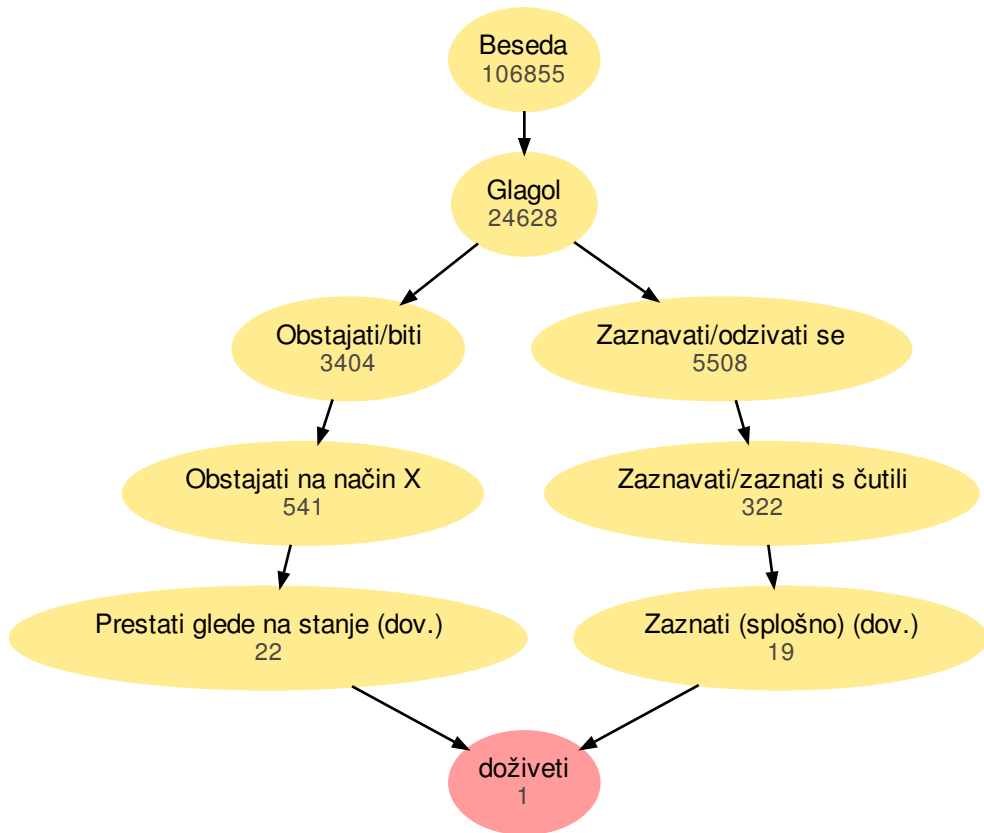 Beseda
106855
Glagol
24628
Obstajati/biti
3404
Zaznavati/odzivati se
5508
Obstajati na način X
541
Zaznavati/zaznati s čutili
322
Prestati glede na stanje (dov.)
22
Zaznati (splošno) (dov.)
19
doživeti
1